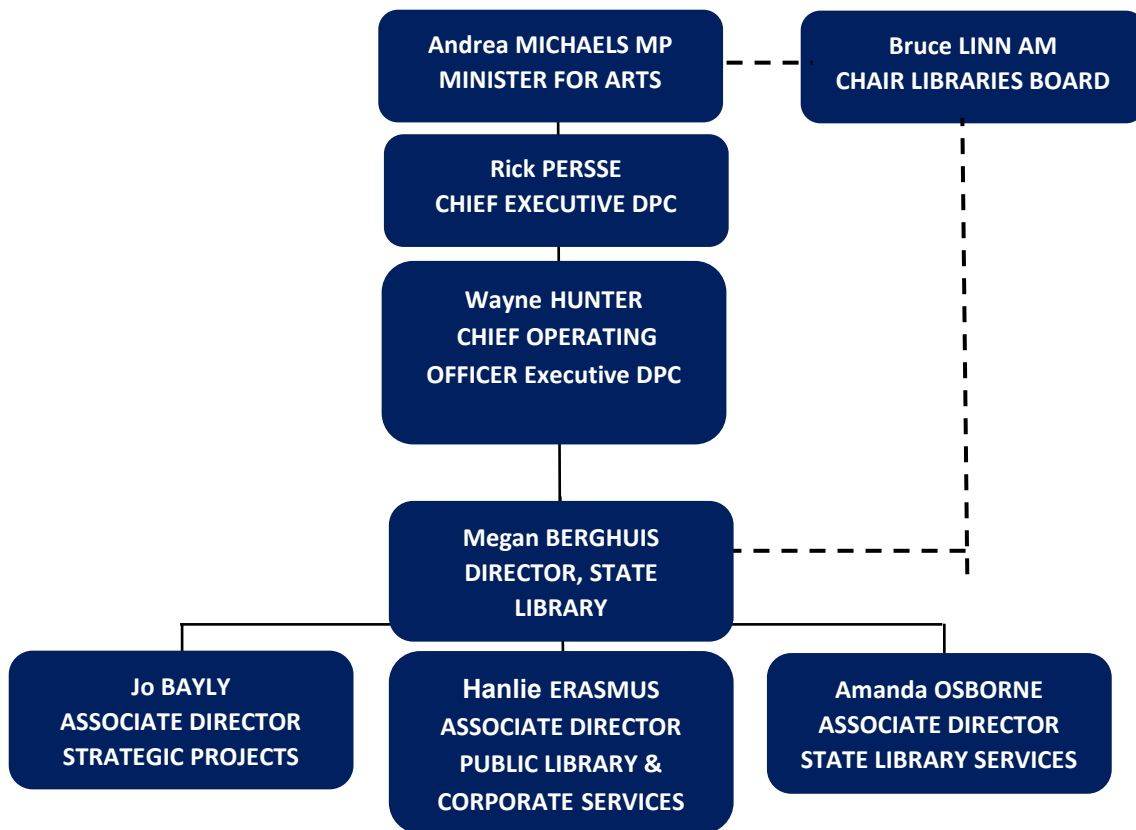 Andrea MICHAELS MP
MINISTER FOR ARTS
Bruce LINN AM
CHAIR LIBRARIES BOARD
Rick PERSSE
CHIEF EXECUTIVE DPC
Wayne HUNTER
CHIEF OPERATING
OFFICER Executive DPC
Megan BERGHUIS
DIRECTOR, STATE
LIBRARY
Jo BAYLY
ASSOCIATE DIRECTOR
STRATEGIC PROJECTS
Hanlie ERASMUS
ASSOCIATE DIRECTOR
PUBLIC LIBRARY &
CORPORATE SERVICES
Amanda OSBORNE
ASSOCIATE DIRECTOR
STATE LIBRARY SERVICES